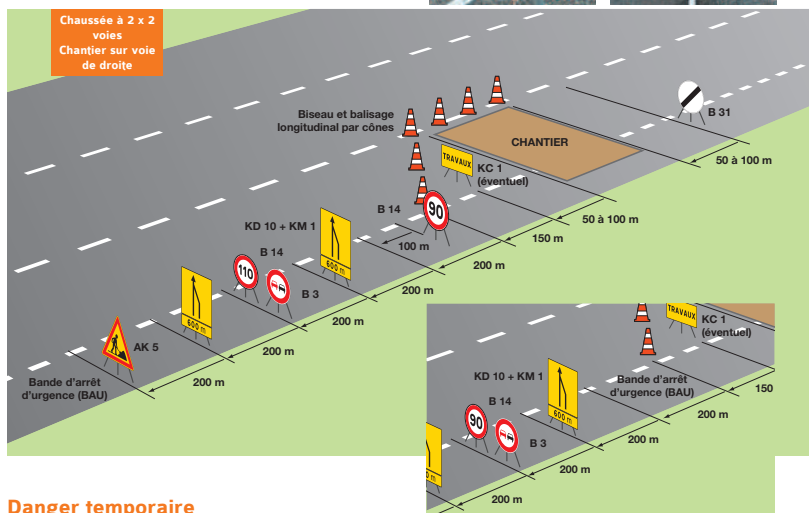 Chaussée à 2 x 2
voies
Chantier sur voie
de droite
B 31
Biseau et balisage
longitudinal par cônes
CHANTIER
TRAVAUX
KC 1
(éventuel)
50 à 100 m
B 14
90
50 à 100 m
KD 10 + KM 1
100 m
150 m
600 m
200 m
B 14
110
B 3
200 m
600 m
200 m
AK 5
200 m
Bande d'arrêt
d'urgence (BAU)
200 m
TRAVAUX
KC 1
(éventuel)
KD 10 + KM 1
Bande d'arrêt
d'urgence (BAU)
150
B 14
600 m
200 m
90
B 3
200 m
200 m
200 m
Danger temporaire